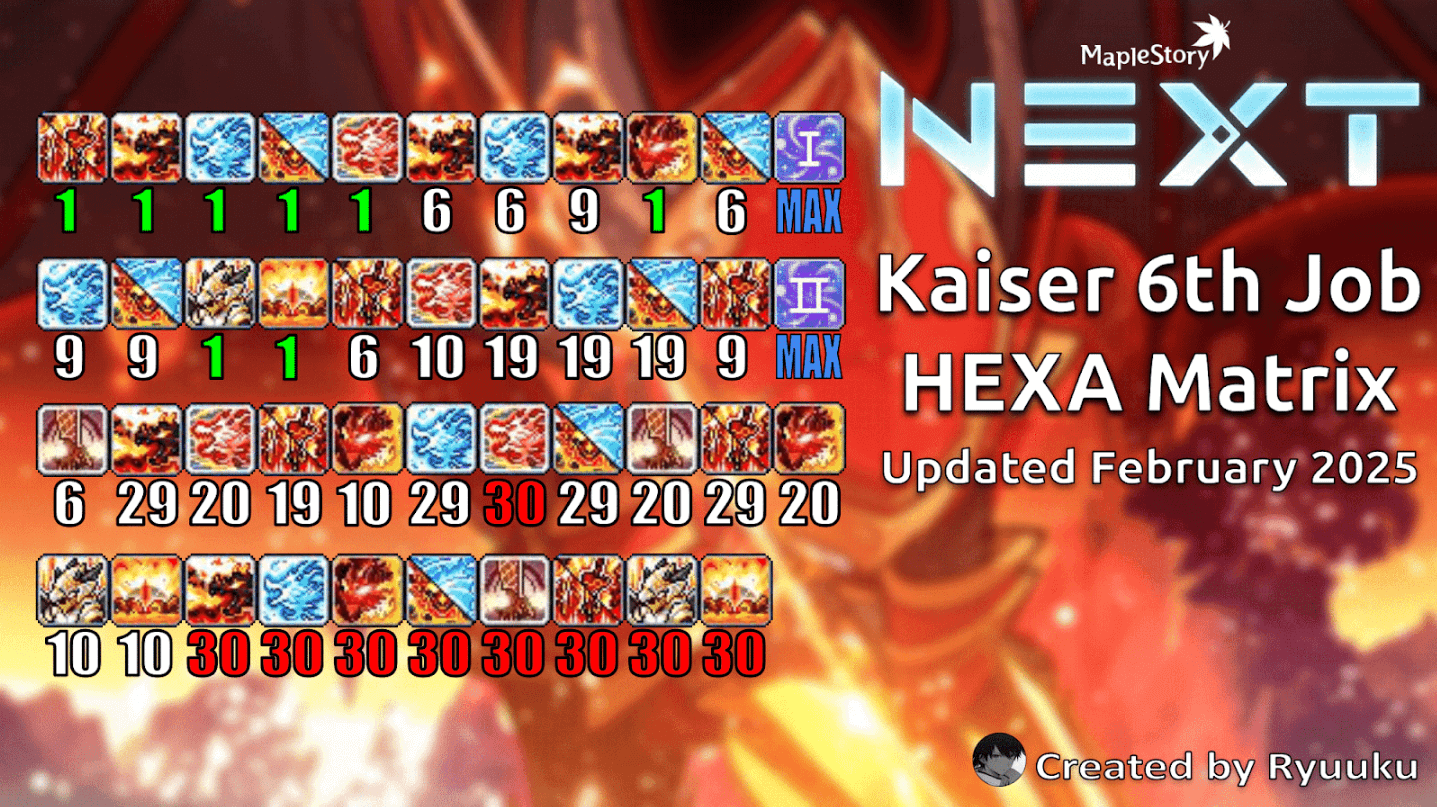 MapleStory
NEXT
Kaiser 6th Job
HEXA Matrix
Updated February 2025
1 1 1 1 1 6 6 9 1 6 MAX
I
9 9 1 1 6 10 19 19 19 9 MAX
II
6 29 20 19 10 29 30 29 20 29 20
10 10 30 30 30 30 30 30 30 30
Created by Ryuuku